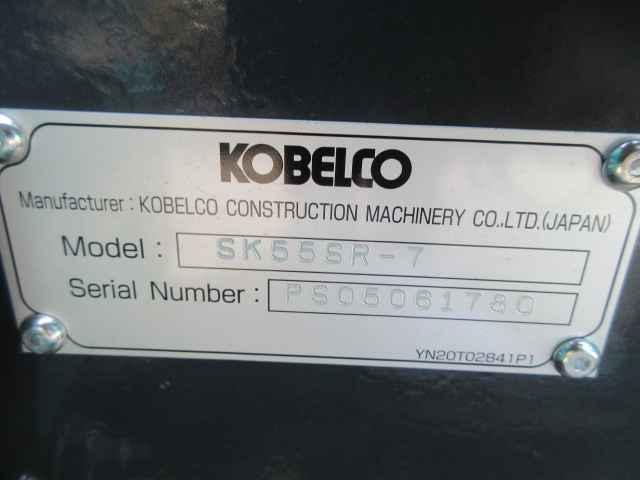 KOBELCO
Manufacturer : KOBELCO CONSTRUCTION MACHINERY CO.,LTD.(JAPAN)
Model : SK55SR-7
Serial Number : PS05061780
YN20T02841P1